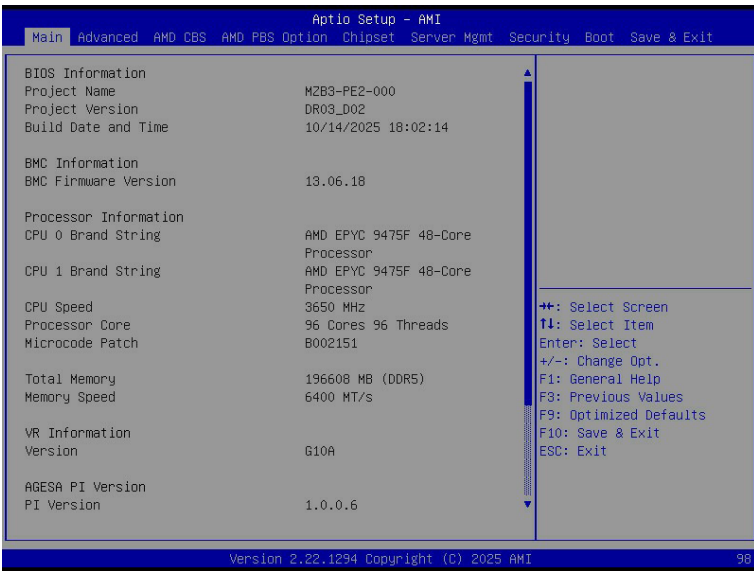 Aptio Setup – AMI
Main Advanced AMD CBS AMD PBS Option Chipset Server Mgmt Security Boot Save & Exit
BIOS Information
Project Name MZB3-PE2-000
Project Version DR03_D02
Build Date and Time 10/14/2025 18:02:14
BMC Information
BMC Firmware Version 13.06.18
Processor Information
CPU 0 Brand String AMD EPYC 9475F 48-Core
Processor
CPU 1 Brand String AMD EPYC 9475F 48-Core
Processor
CPU Speed 3650 MHz
Processor Core 96 Cores 96 Threads
Microcode Patch B002151
Total Memory 196608 MB (DDR5)
Memory Speed 6400 MT/s
VR Information
Version G10A
AGESA PI Version
PI Version 1.0.0.6
→←: Select Screen
↑↓: Select Item
Enter: Select
+/-: Change Opt.
F1: General Help
F3: Previous Values
F9: Optimized Defaults
F10: Save & Exit
ESC: Exit
Version 2.22.1294 Copyright (C) 2025 AMI 98